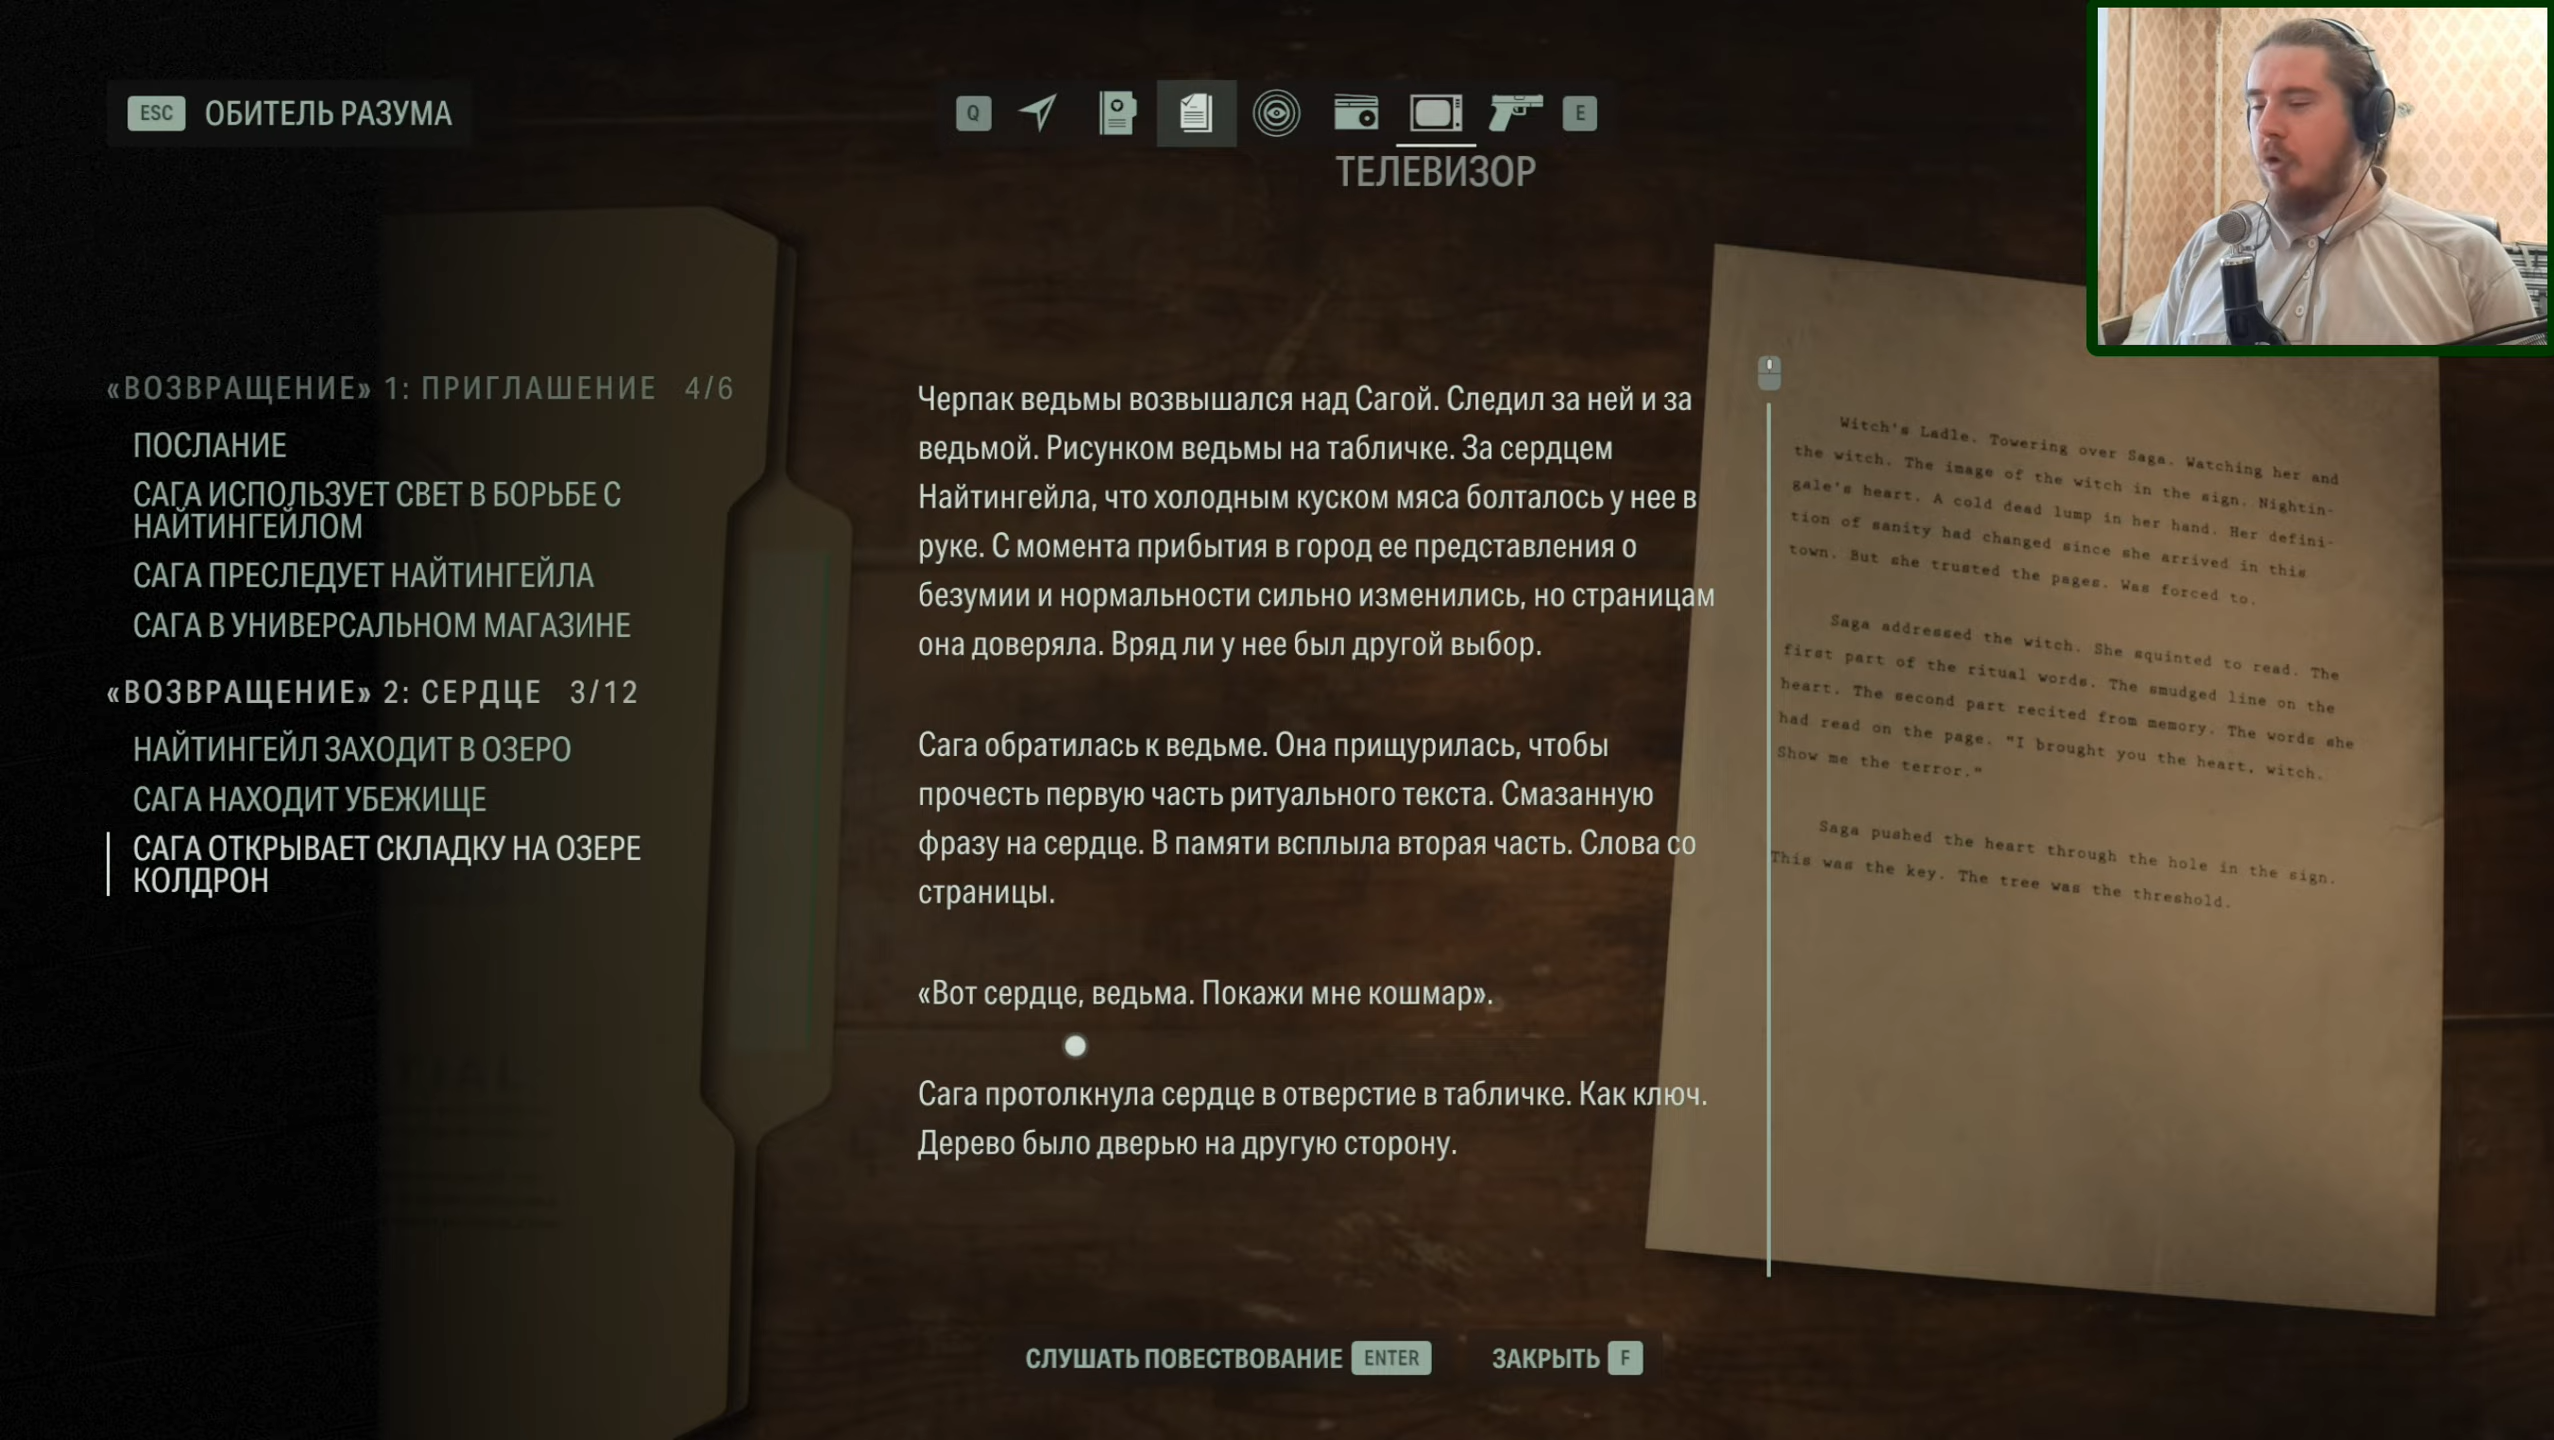 ESC ОБИТЕЛЬ РАЗУМА
Q
E
ТЕЛЕВИЗОР
«ВОЗВРАЩЕНИЕ» 1: ПРИГЛАШЕНИЕ 4/6
ПОСЛАНИЕ
САГА ИСПОЛЬЗУЕТ СВЕТ В БОРЬБЕ С
НАЙТИНГЕЙЛОМ
САГА ПРЕСЛЕДУЕТ НАЙТИНГЕЙЛА
САГА В УНИВЕРСАЛЬНОМ МАГАЗИНЕ
«ВОЗВРАЩЕНИЕ» 2: СЕРДЦЕ 3/12
НАЙТИНГЕЙЛ ЗАХОДИТ В ОЗЕРО
САГА НАХОДИТ УБЕЖИЩЕ
САГА ОТКРЫВАЕТ СКЛАДКУ НА ОЗЕРЕ
КОЛДРОН
Черпак ведьмы возвышался над Сагой. Следил за ней и за
ведьмой. Рисунком ведьмы на табличке. За сердцем
Найтингейла, что холодным куском мяса болталось у нее в
руке. С момента прибытия в город ее представления о
безумии и нормальности сильно изменились, но страницам
она доверяла. Вряд ли у нее был другой выбор.
Сага обратилась к ведьме. Она прищурилась, чтобы
прочесть первую часть ритуального текста. Смазанную
фразу на сердце. В памяти всплыла вторая часть. Слова со
страницы.
«Вот сердце, ведьма. Покажи мне кошмар».
Сага протолкнула сердце в отверстие в табличке. Как ключ.
Дерево было дверью на другую сторону.
Witch's Ladle. Towering over Saga. Watching her and
the witch. The image of the witch in the sign. Nightin-
gale's heart. A cold dead lump in her hand. Her defini-
tion of sanity had changed since she arrived in this
town. But she trusted the pages. Was forced to.
Saga addressed the witch. She squinted to read. The
first part of the ritual words. The smudged line on the
heart. The second part recited from memory. The words she
had read on the page. "I brought you the heart, witch.
Show me the terror."
Saga pushed the heart through the hole in the sign.
This was the key. The tree was the threshold.
СЛУШАТЬ ПОВЕСТВОВАНИЕ ENTER
ЗАКРЫТЬ F